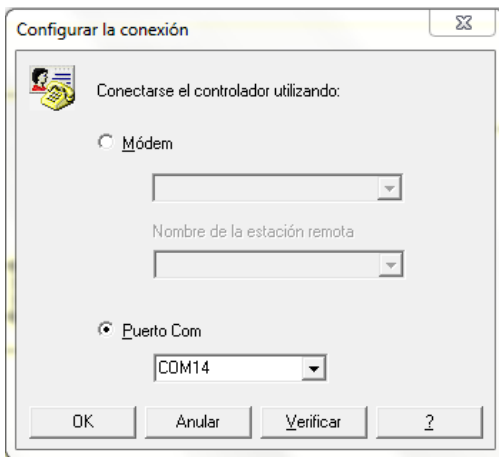 Configurar la conexión
Conectarse el controlador utilizando:
Módem
Nombre de la estación remota
Puerto Com
COM14
OK Anular Verificar ?